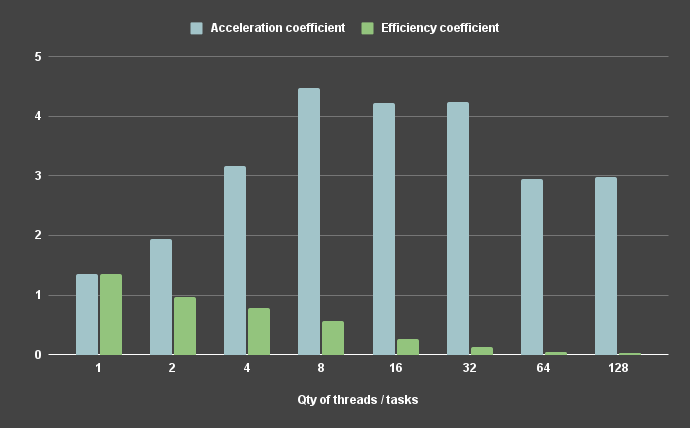 Acceleration coefficient Efficiency coefficient
5
4
3
2
1
0
1 2 4 8 16 32 64 128
Qty of threads / tasks